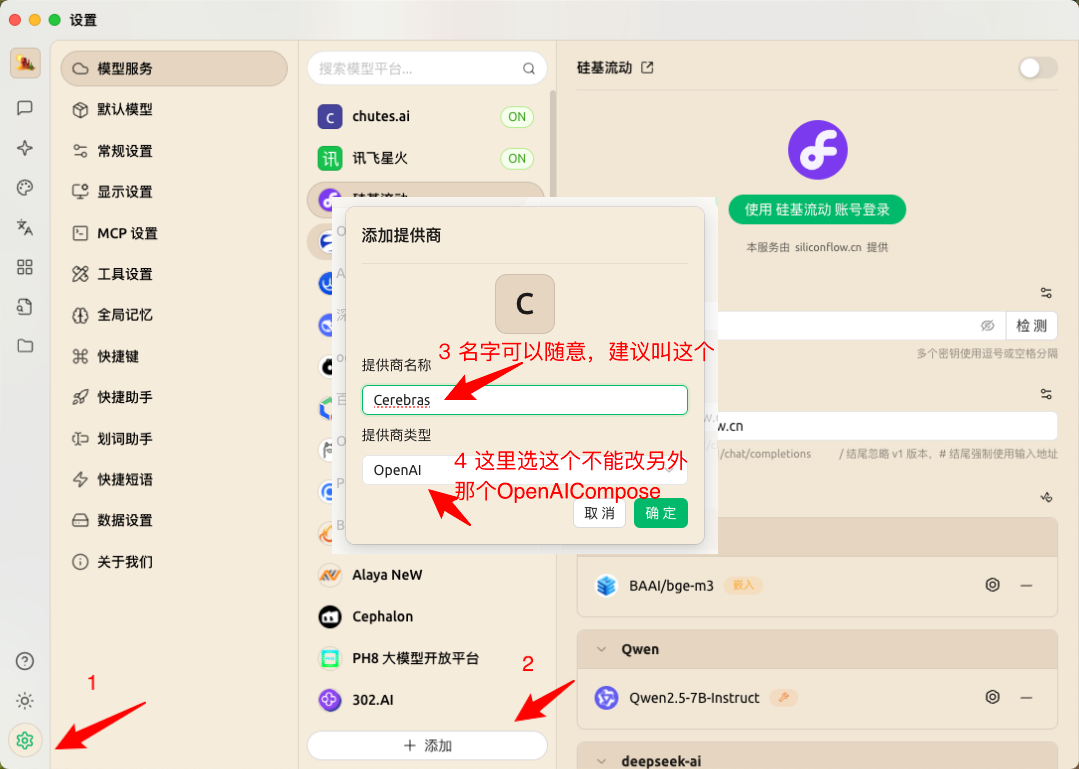 设置
模型服务
默认模型
常规设置
显示设置
MCP 设置
工具设置
全局记忆
快捷键
快捷助手
划词助手
快捷短语
数据设置
关于我们
1
搜索模型平台...
C chutes.ai ON
讯 讯飞星火 ON
Alaya NeW
Cephalon
PH8 大模型开放平台
302.AI
2
添加
添加提供商
C
3 名字可以随意，建议叫这个
提供商名称
Cerebras
提供商类型
OpenAI
4 这里选这个不能改另外
那个OpenAICompose
取消
确定
硅基流动
使用 硅基流动 账号登录
本服务由 siliconflow.cn 提供
检测
多个密钥使用逗号或空格分隔
w.cn
/chat/completions
/ 结尾忽略 v1 版本，# 结尾强制使用输入地址
BAAI/bge-m3 嵌入
Qwen
Qwen2.5-7B-Instruct
deepseek-ai